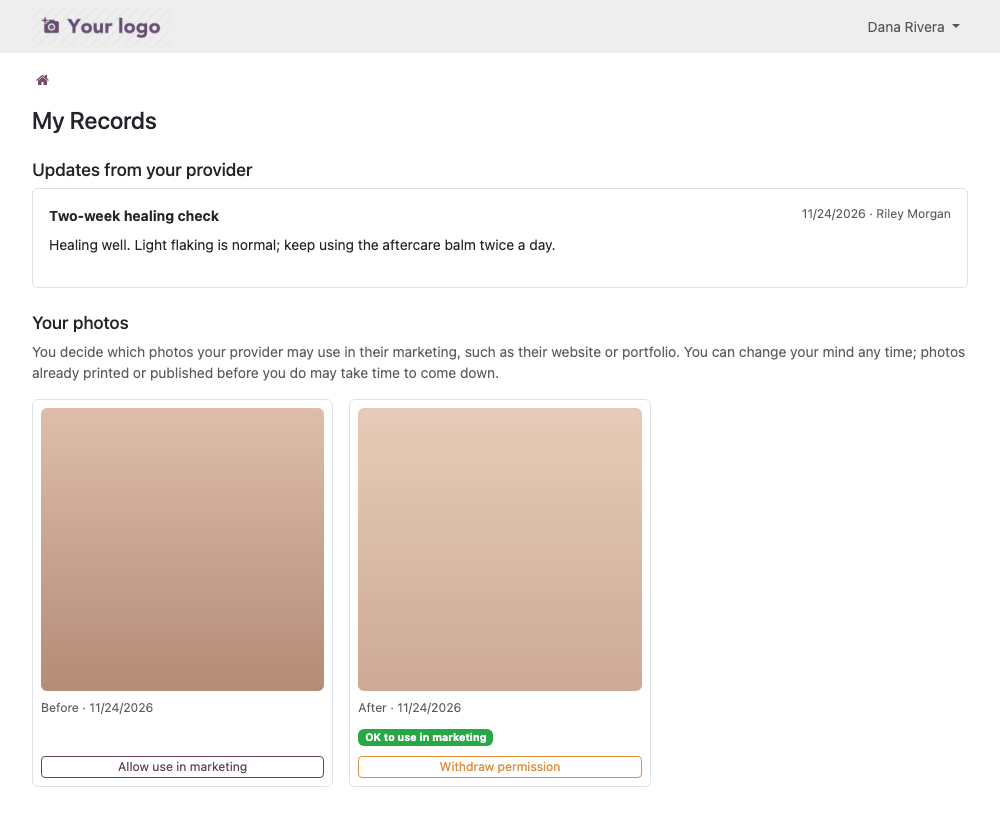 Your logo
Dana Rivera
My Records
Updates from your provider
Two-week healing check
11/24/2026 · Riley Morgan
Healing well. Light flaking is normal; keep using the aftercare balm twice a day.
Your photos
You decide which photos your provider may use in their marketing, such as their website or portfolio. You can change your mind any time; photos
already printed or published before you do may take time to come down.
Before · 11/24/2026
Allow use in marketing
After · 11/24/2026
OK to use in marketing
Withdraw permission